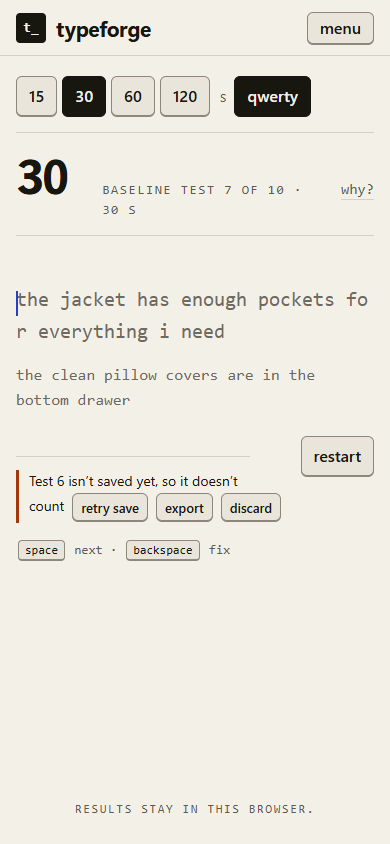 t_ typeforge menu
15 30 60 120 s qwerty
30 BASELINE TEST 7 OF 10 · why?
30 S
the jacket has enough pockets fo
r everything i need
the clean pillow covers are in the
bottom drawer
restart
Test 6 isn’t saved yet, so it doesn’t
count retry save export discard
space next · backspace fix
RESULTS STAY IN THIS BROWSER.